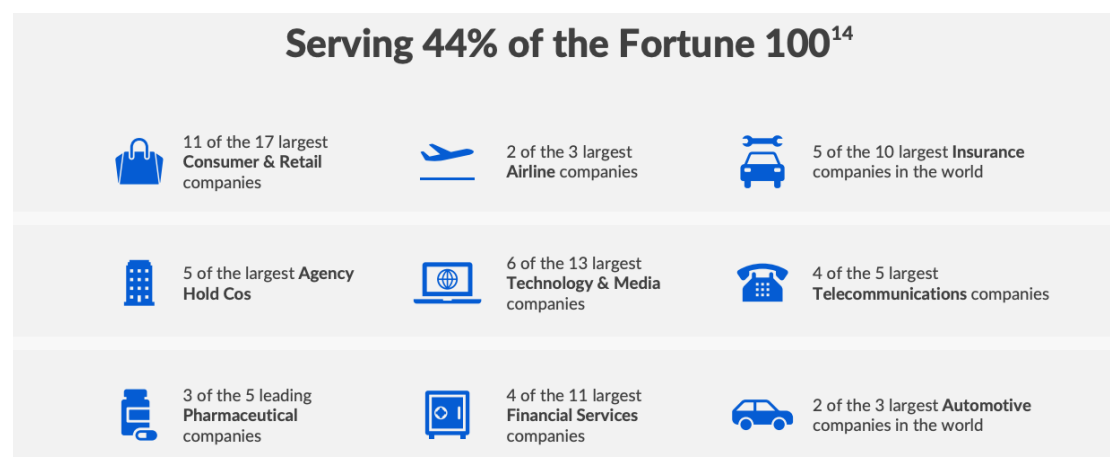 Serving 44% of the Fortune 100¹⁴
11 of the 17 largest
Consumer & Retail
companies
2 of the 3 largest
Airline companies
5 of the 10 largest Insurance
companies in the world
5 of the largest Agency
Hold Cos
6 of the 13 largest
Technology & Media
companies
4 of the 5 largest
Telecommunications companies
3 of the 5 leading
Pharmaceutical
companies
4 of the 11 largest
Financial Services
companies
2 of the 3 largest Automotive
companies in the world